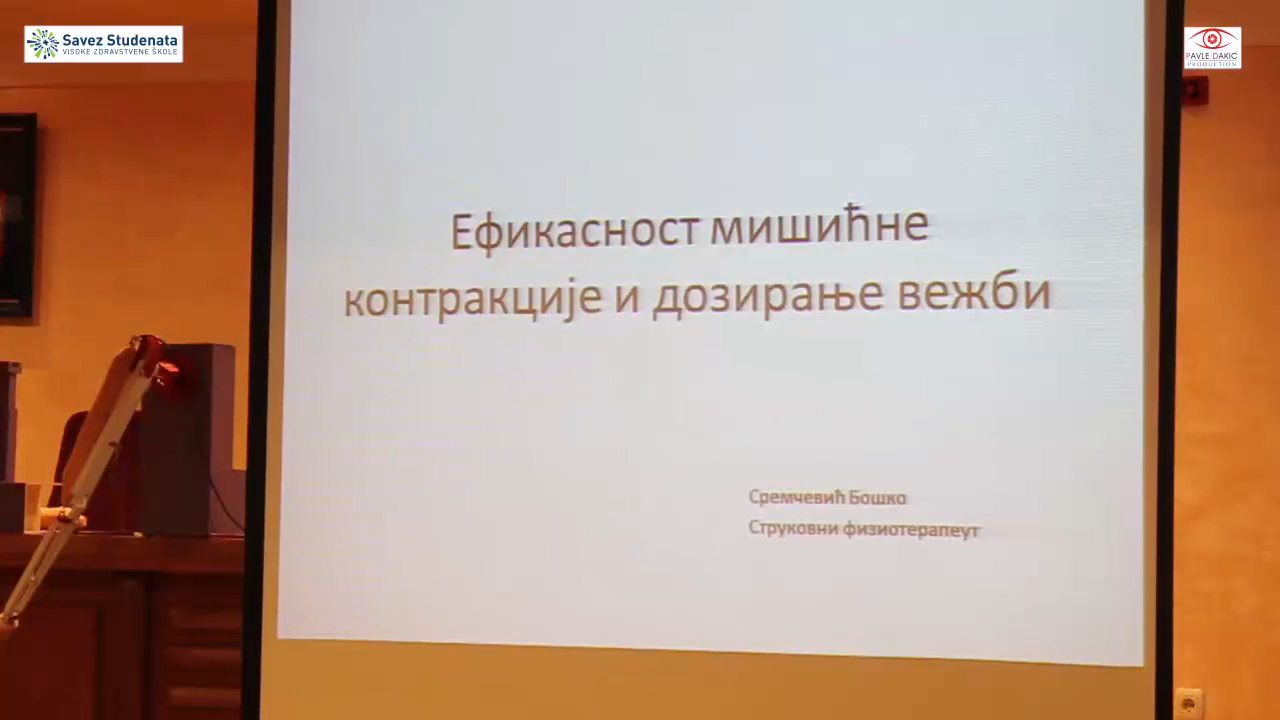 Savez Studenata
VISOKE ZDRAVSTVENE ŠKOLE
PAVLE DAKIC
PRODUCTION
Ефикасност мишићне
контракције и дозирање вежби
Сремчевић Бошко
Струковни физиотерапеут